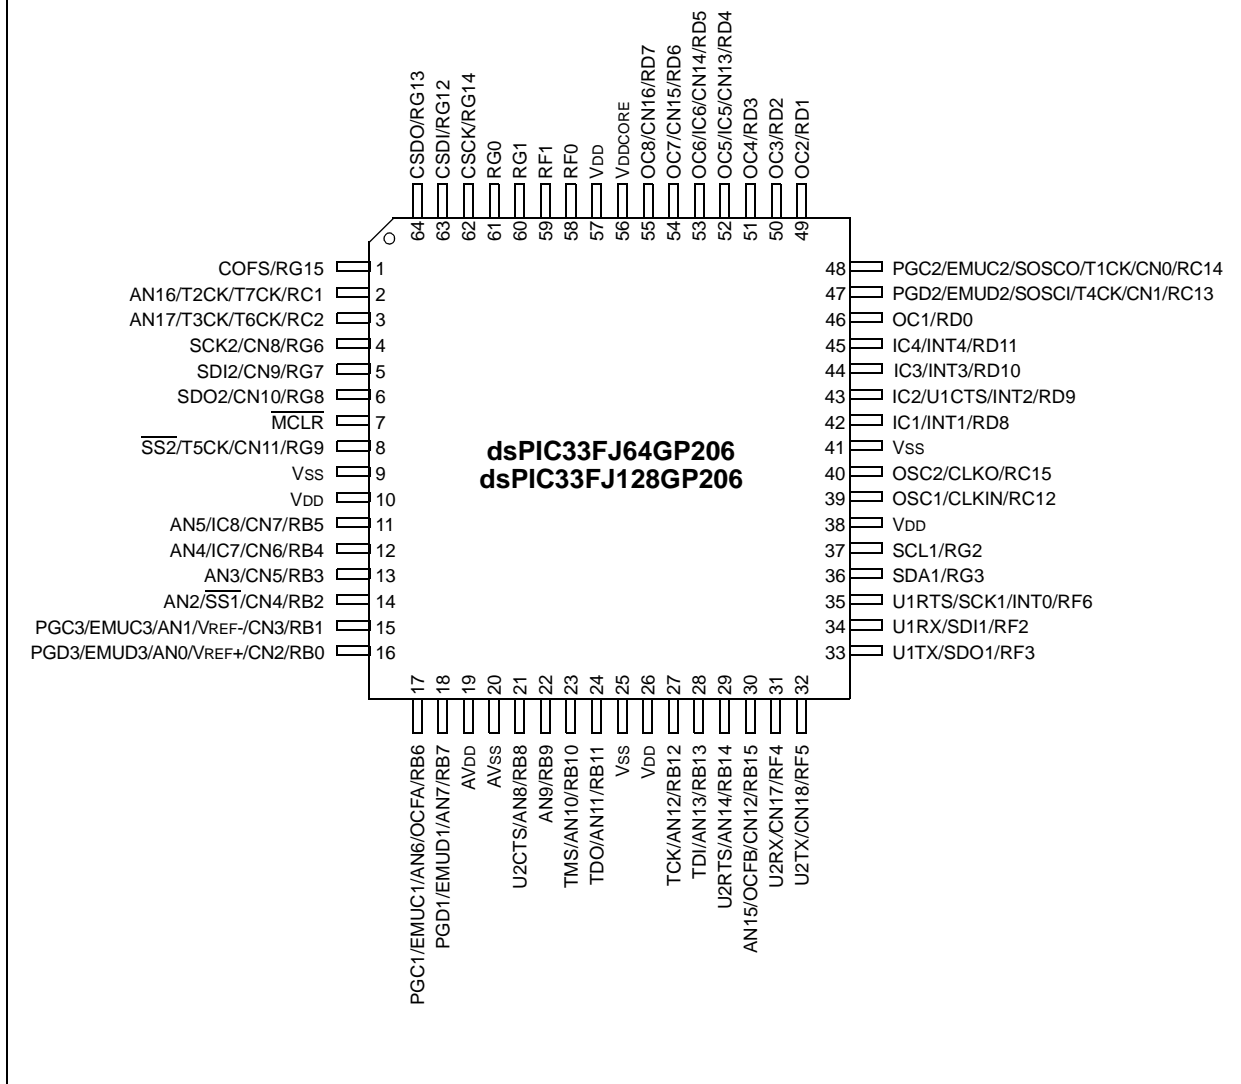 CSDO/RG13
CSDI/RG12
CSCK/RG14
RG0
RG1
RF1
RF0
VDD
VDDCORE
OC8/CN16/RD7
OC7/CN15/RD6
OC6/IC6/CN14/RD5
OC5/IC5/CN13/RD4
OC4/RD3
OC3/RD2
OC2/RD1
64 63 62 61 60 59 58 57 56 55 54 53 52 51 50 49
COFS/RG15 1
AN16/T2CK/T7CK/RC1 2
AN17/T3CK/T6CK/RC2 3
SCK2/CN8/RG6 4
SDI2/CN9/RG7 5
SDO2/CN10/RG8 6
MCLR 7
SS2/T5CK/CN11/RG9 8
VSS 9
VDD 10
AN5/IC8/CN7/RB5 11
AN4/IC7/CN6/RB4 12
AN3/CN5/RB3 13
AN2/SS1/CN4/RB2 14
PGC3/EMUC3/AN1/VREF-/CN3/RB1 15
PGD3/EMUD3/AN0/VREF+/CN2/RB0 16
dsPIC33FJ64GP206
dsPIC33FJ128GP206
48 PGC2/EMUC2/SOSCO/T1CK/CN0/RC14
47 PGD2/EMUD2/SOSCI/T4CK/CN1/RC13
46 OC1/RD0
45 IC4/INT4/RD11
44 IC3/INT3/RD10
43 IC2/U1CTS/INT2/RD9
42 IC1/INT1/RD8
41 VSS
40 OSC2/CLKO/RC15
39 OSC1/CLKIN/RC12
38 VDD
37 SCL1/RG2
36 SDA1/RG3
35 U1RTS/SCK1/INT0/RF6
34 U1RX/SDI1/RF2
33 U1TX/SDO1/RF3
17 18 19 20 21 22 23 24 25 26 27 28 29 30 31 32
PGC1/EMUC1/AN6/OCFA/RB6
PGD1/EMUD1/AN7/RB7
AVDD
AVSS
U2CTS/AN8/RB8
AN9/RB9
TMS/AN10/RB10
TDO/AN11/RB11
VSS
VDD
TCK/AN12/RB12
TDI/AN13/RB13
U2RTS/AN14/RB14
AN15/OCFB/CN12/RB15
U2RX/CN17/RF4
U2TX/CN18/RF5